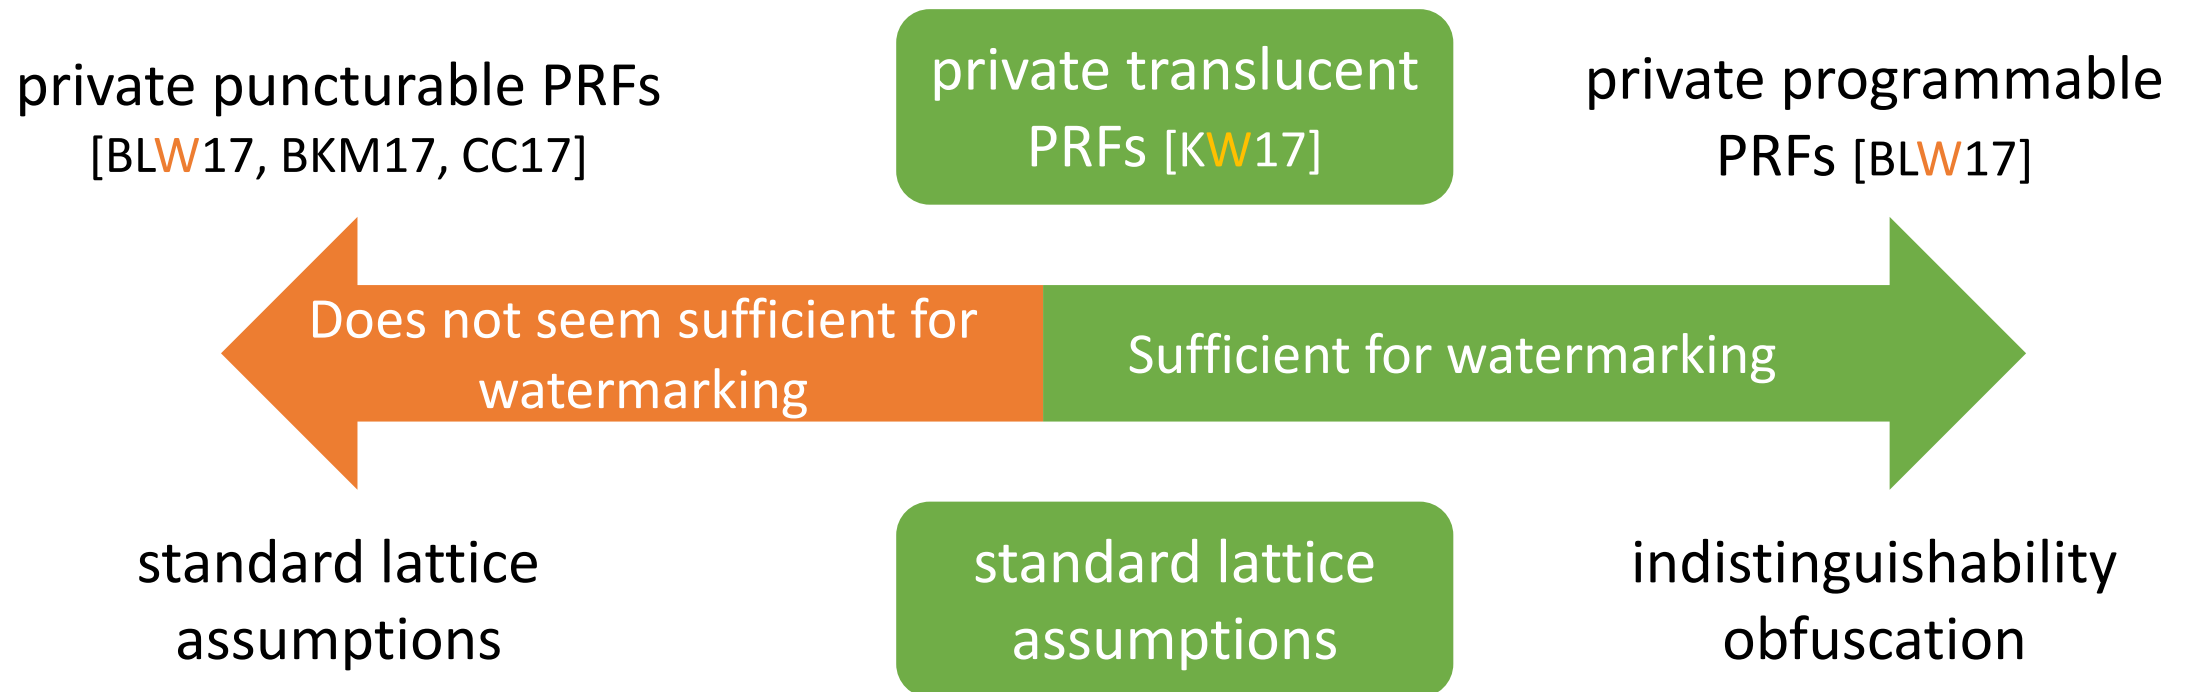 private puncturable PRFs
[BLW17, BKM17, CC17]
private translucent
PRFs [KW17]
private programmable
PRFs [BLW17]
Does not seem sufficient for
watermarking
Sufficient for watermarking
standard lattice
assumptions
standard lattice
assumptions
indistinguishability
obfuscation